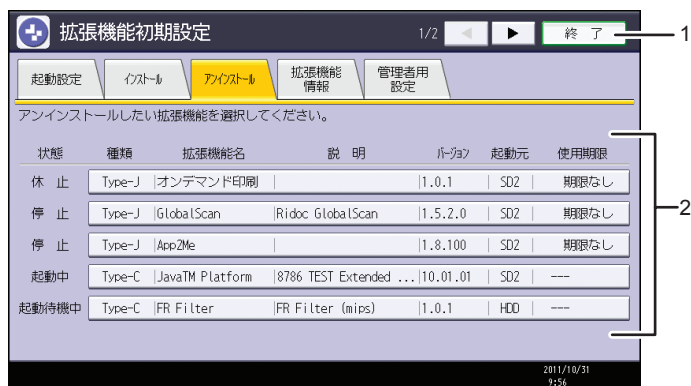 拡張機能初期設定 1/2 ◀ ▶ 終 了 1
起動設定 インストール アンインストール 拡張機能情報 管理者用設定
アンインストールしたい拡張機能を選択してください。
状態 種類 拡張機能名 説 明 バージョン 起動元 使用期限
休 止 Type-J |オンデマンド印刷 | |1.0.1 | SD2 | 期限なし
停 止 Type-J |GlobalScan |Ridoc GlobalScan |1.5.2.0 | SD2 | 期限なし
2
停 止 Type-J |App2Me | |1.8.100 | SD2 | 期限なし
起動中 Type-C |JavaTM Platform |8786 TEST Extended ... |10.01.01 | SD2 | ---
起動待機中 Type-C |FR Filter |FR Filter (mips) |1.0.1 | HDD | ---
2011/10/31
9:56